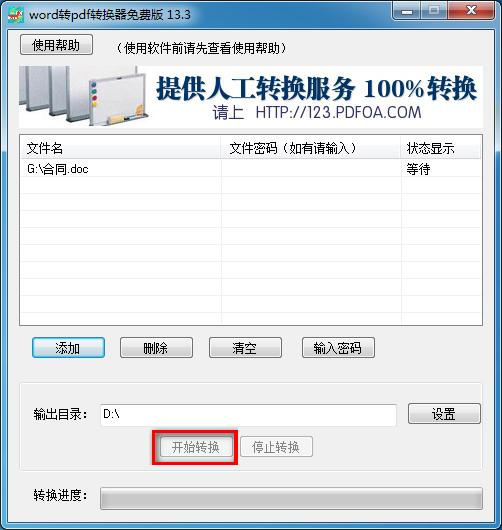 word转pdf转换器免费版 13.3
使用帮助 （使用软件前请先查看使用帮助）
提供人工转换服务 100%转换
请上 HTTP://123.PDFOA.COM/
文件名 文件密码（如有请输入） 状态显示
G:\合同.doc 等待
添加 删除 清空 输入密码
输出目录： D:\ 设置
开始转换 停止转换
转换进度：